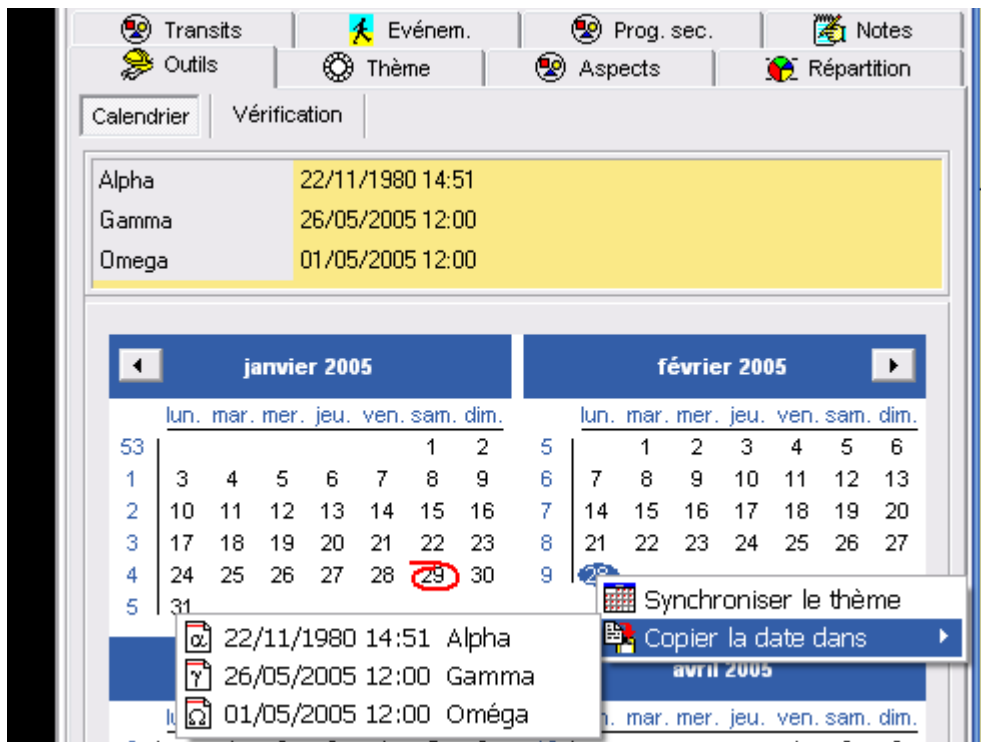 Transits Evénem. Prog. sec. Notes
Outils Thème Aspects Répartition
Calendrier Vérification
Alpha 22/11/1980 14:51
Gamma 26/05/2005 12:00
Omega 01/05/2005 12:00
janvier 2005 février 2005
lun. mar. mer. jeu. ven. sam. dim. lun. mar. mer. jeu. ven. sam. dim.
53 1 2 5 1 2 3 4 5 6
1 3 4 5 6 7 8 9 6 7 8 9 10 11 12 13
2 10 11 12 13 14 15 16 7 14 15 16 17 18 19 20
3 17 18 19 20 21 22 23 8 21 22 23 24 25 26 27
4 24 25 26 27 28 29 30 9 28
5 31
Synchroniser le thème
Copier la date dans
α 22/11/1980 14:51 Alpha
γ 26/05/2005 12:00 Gamma
Ω 01/05/2005 12:00 Oméga
avril 2005
mar. mer. jeu. ven. sam. dim.